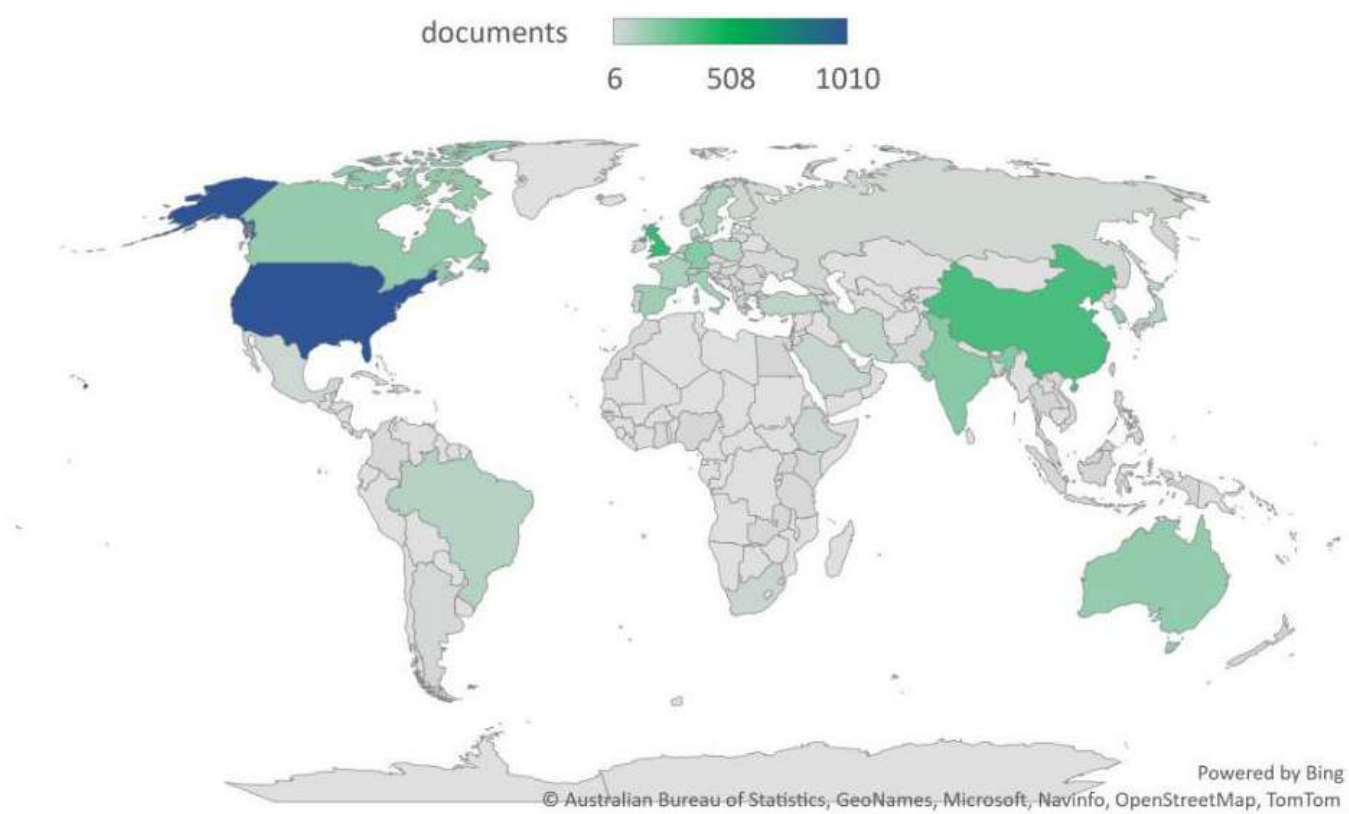 documents
6 508 1010
Powered by Bing
© Australian Bureau of Statistics, GeoNames, Microsoft, Navinfo, OpenStreetMap, TomTom